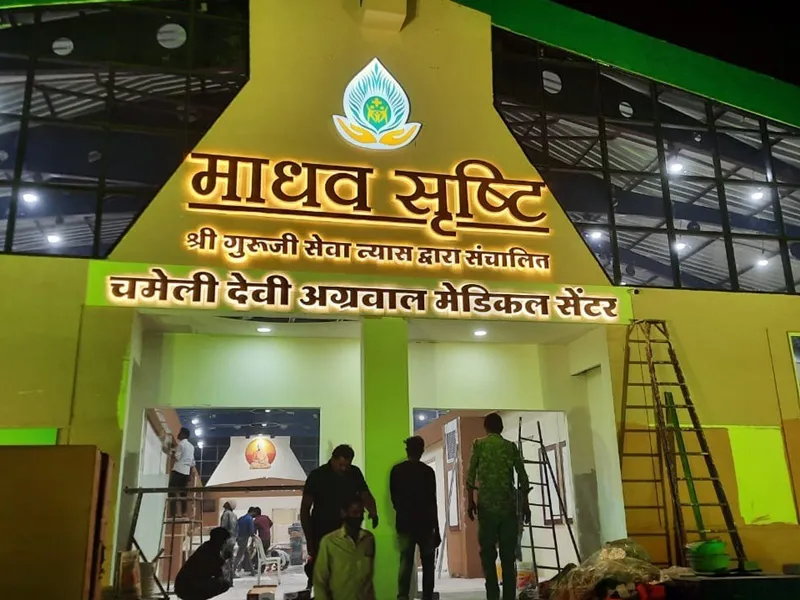 माधव सृष्टि
श्री गुरूजी सेवा न्यास द्वारा संचालित
चमेली देवी अग्रवाल मेडिकल सेंटर